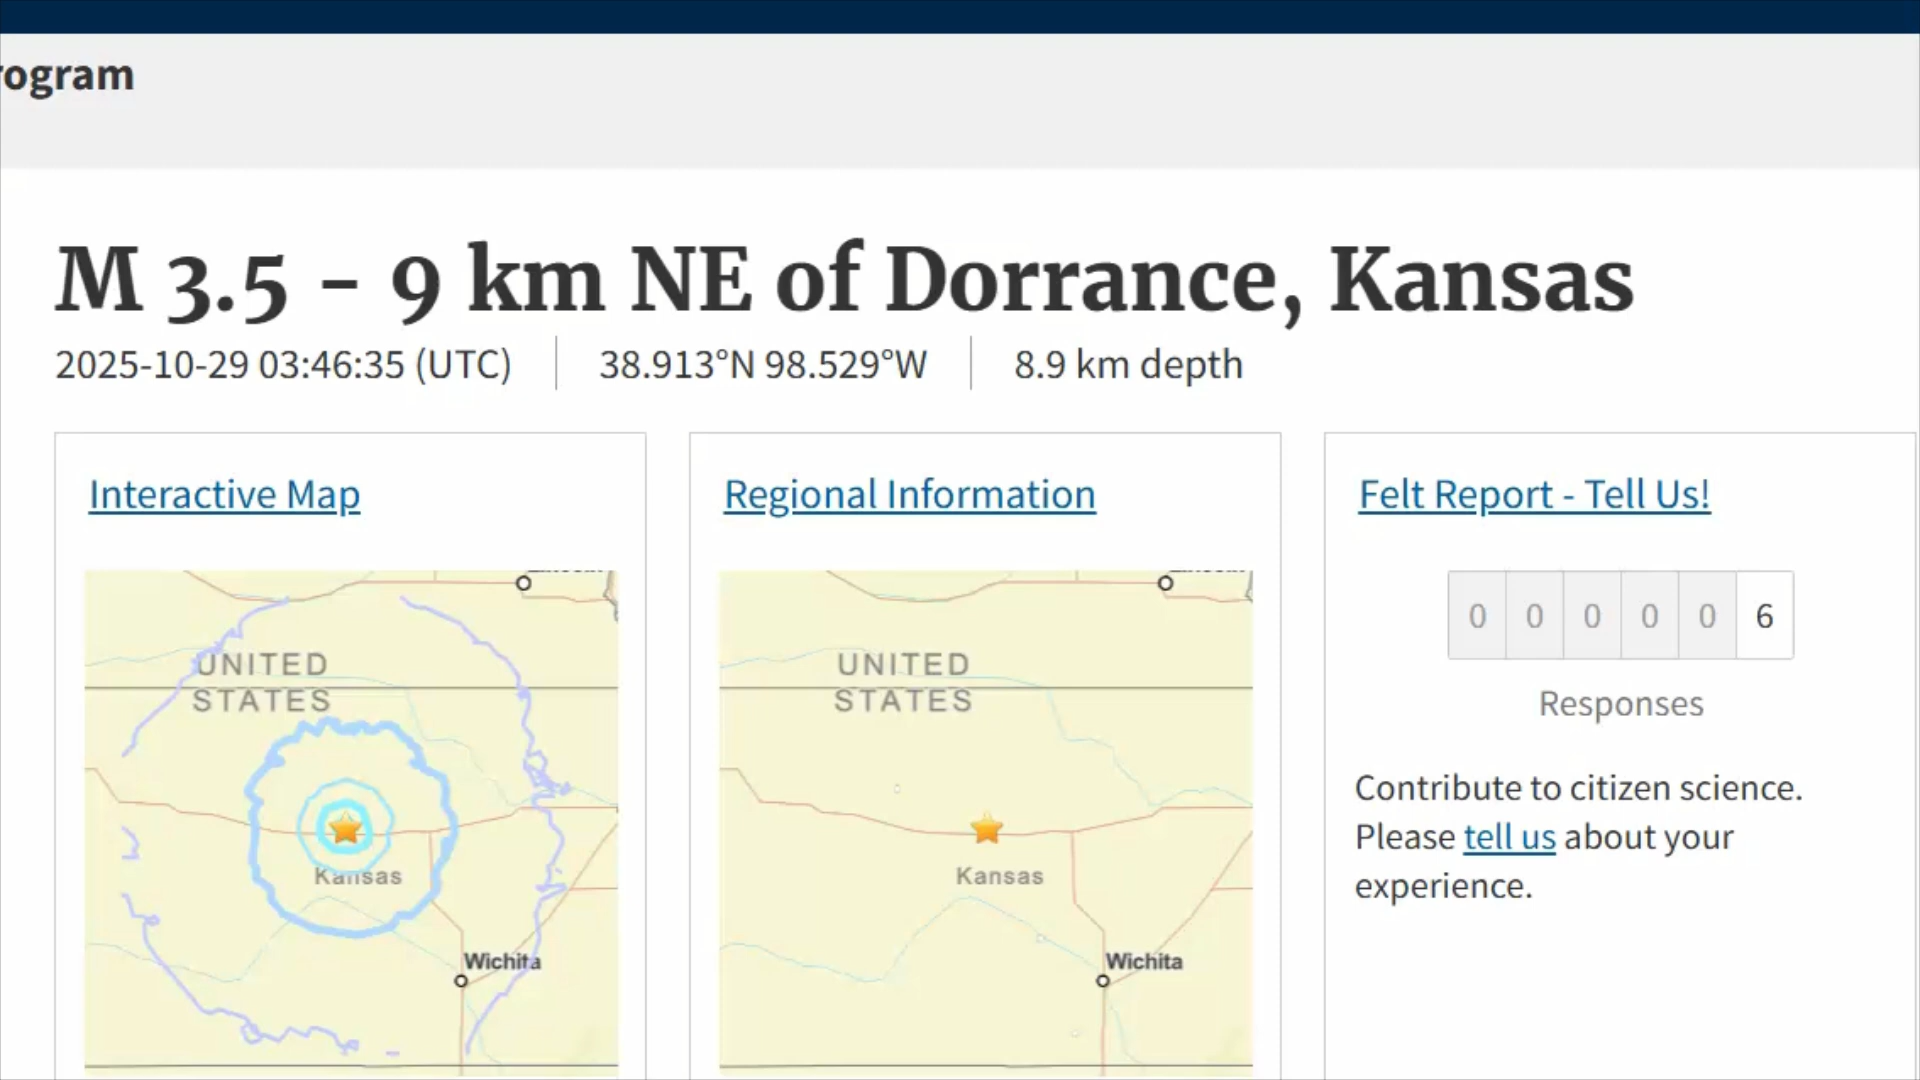 rogram
M 3.5 - 9 km NE of Dorrance, Kansas
2025-10-29 03:46:35 (UTC) 38.913°N 98.529°W 8.9 km depth
Interactive Map
Regional Information
Felt Report - Tell Us!
UNITED
STATES
Kansas
Wichita
UNITED
STATES
Kansas
Wichita
0 0 0 0 0 6
Responses
Contribute to citizen science.
Please tell us about your
experience.